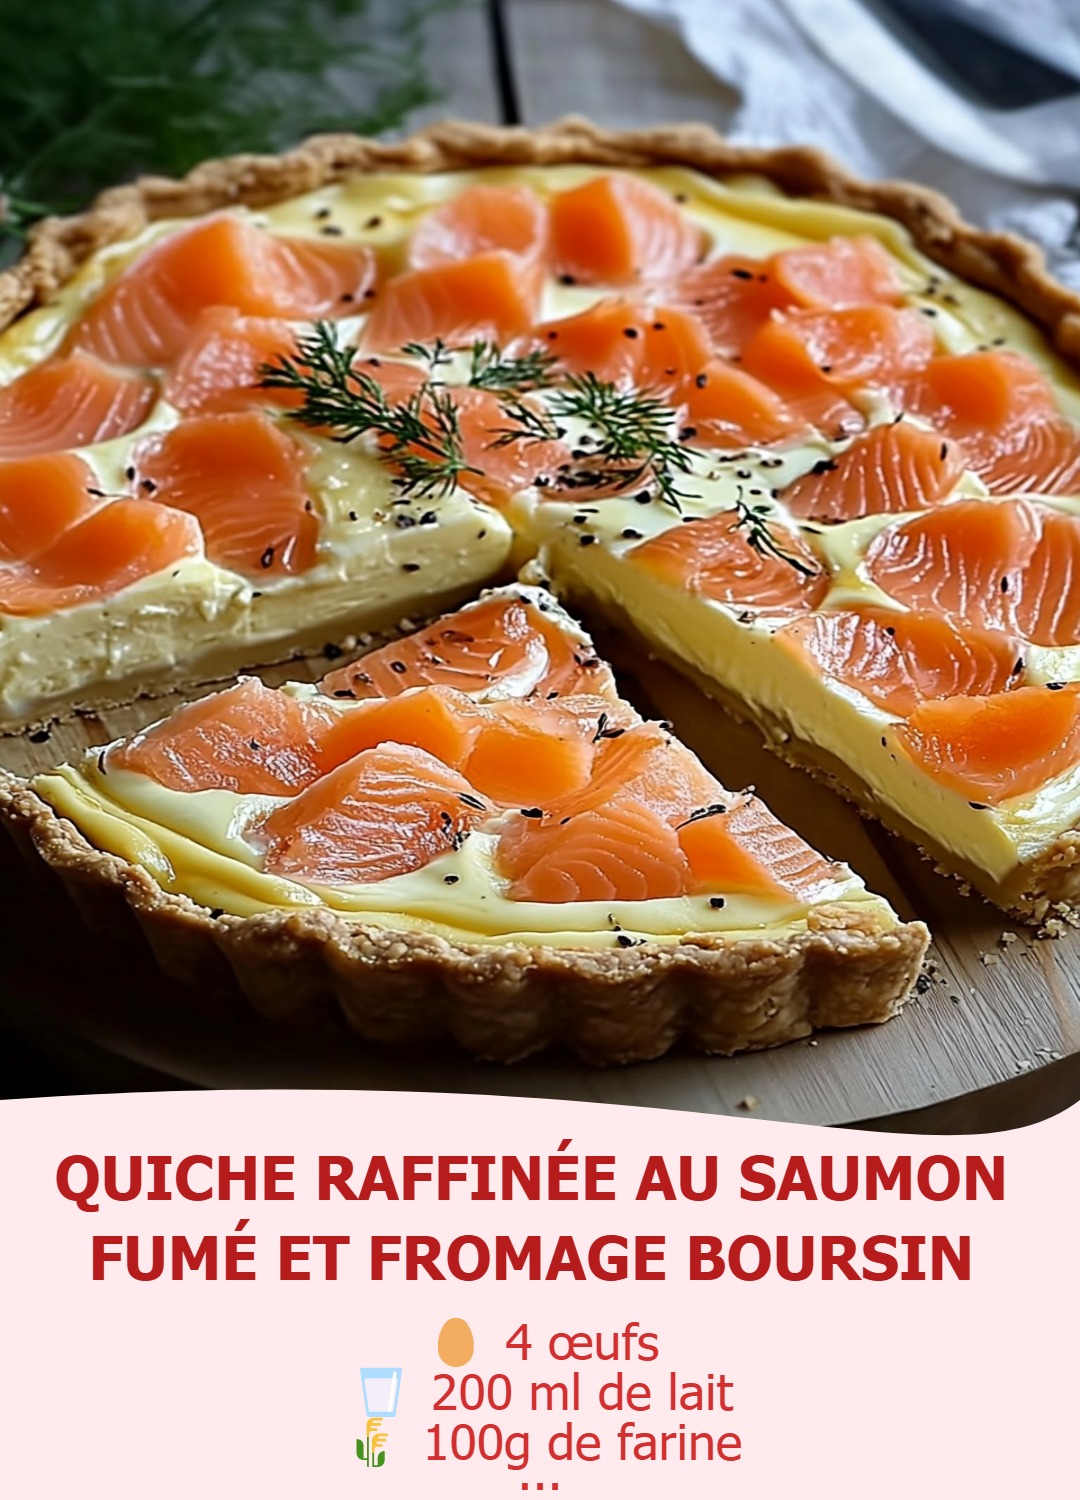 QUICHE RAFFINÉE AU SAUMON
FUMÉ ET FROMAGE BOURSIN
4 œufs
200 ml de lait
100g de farine
...